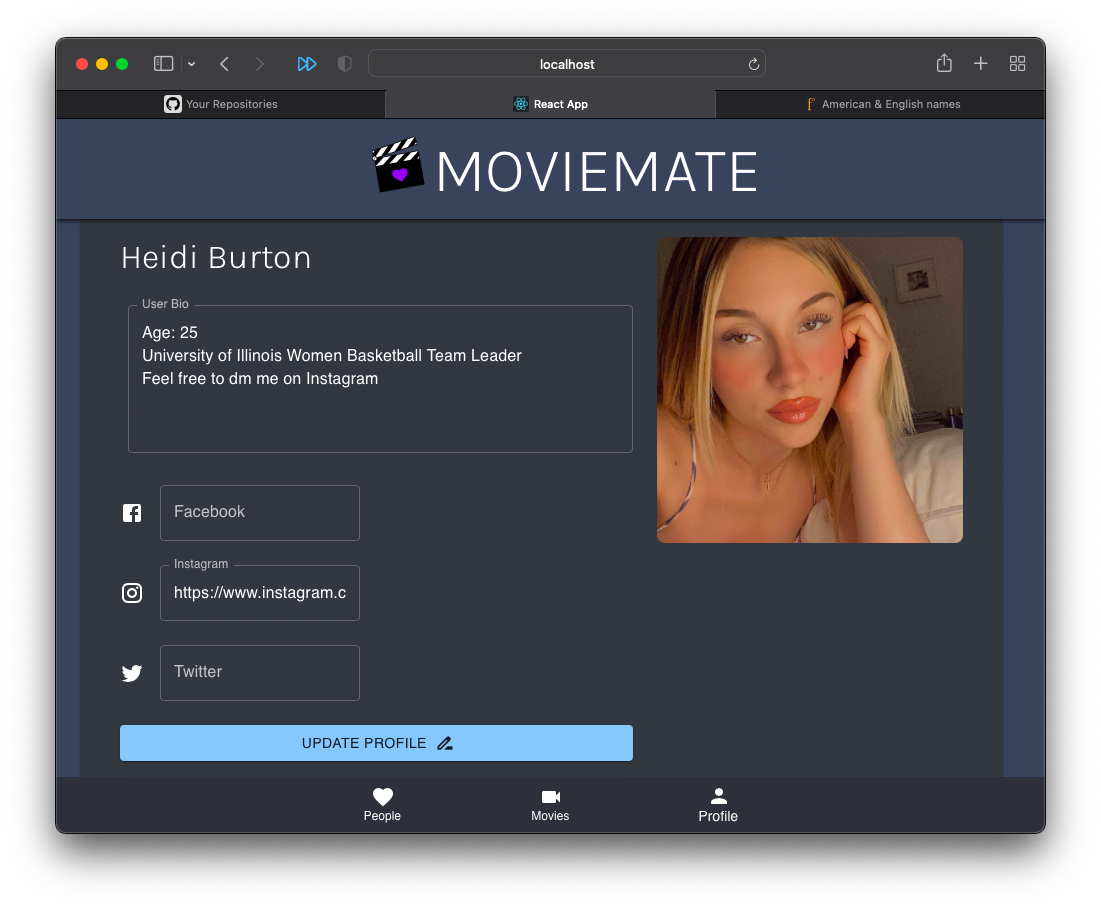 localhost
Your Repositories
React App
American & English names
MOVIEMATE
Heidi Burton
User Bio
Age: 25
University of Illinois Women Basketball Team Leader
Feel free to dm me on Instagram
Facebook
Instagram
https://www.instagram.c
Twitter
UPDATE PROFILE
People
Movies
Profile